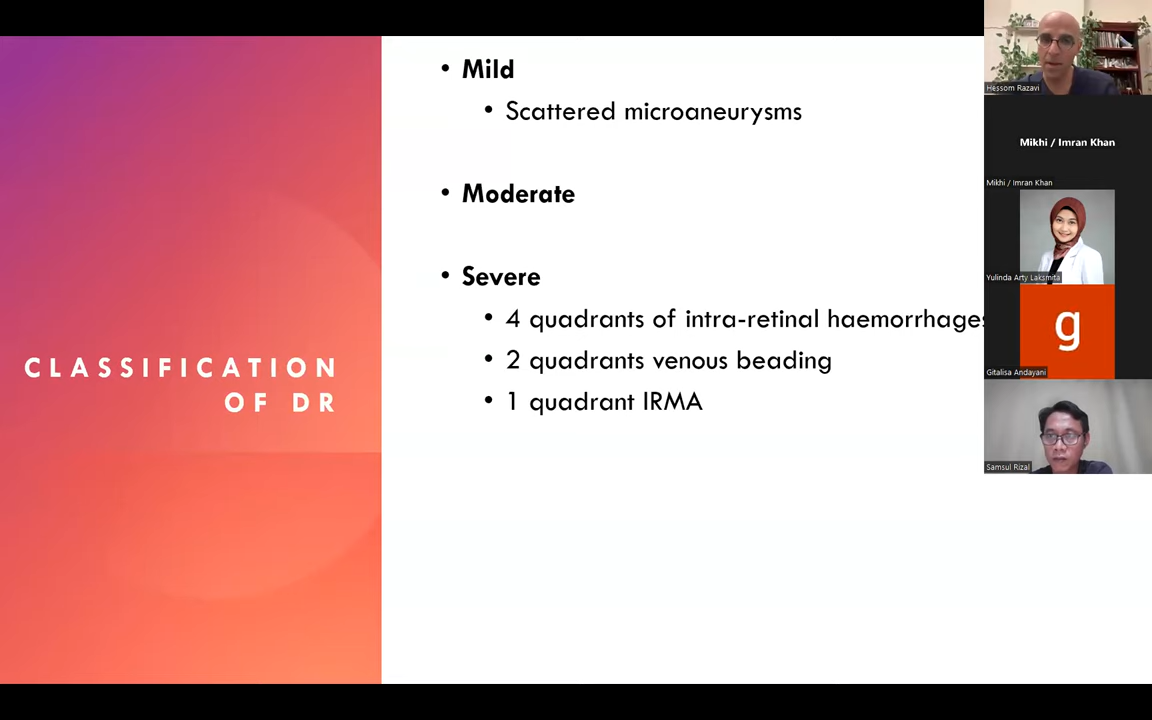 CLASSIFICATION
OF DR
• Mild
• Scattered microaneurysms
• Moderate
• Severe
• 4 quadrants of intra-retinal haemorrhages
• 2 quadrants venous beading
• 1 quadrant IRMA
Hessom Razavi
Mikhi / Imran Khan
Mikhi / Imran Khan
Yulinda Arty Laksmita
g
Gitalisa Andayani
Samsul Rizal